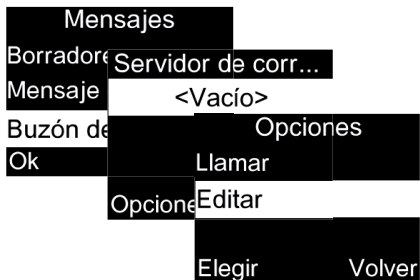 Mensajes
Borradore
Mensaje
Buzón de
Ok
Servidor de corr...
<Vacío>
Opcione
Opciones
Llamar
Editar
Elegir Volver